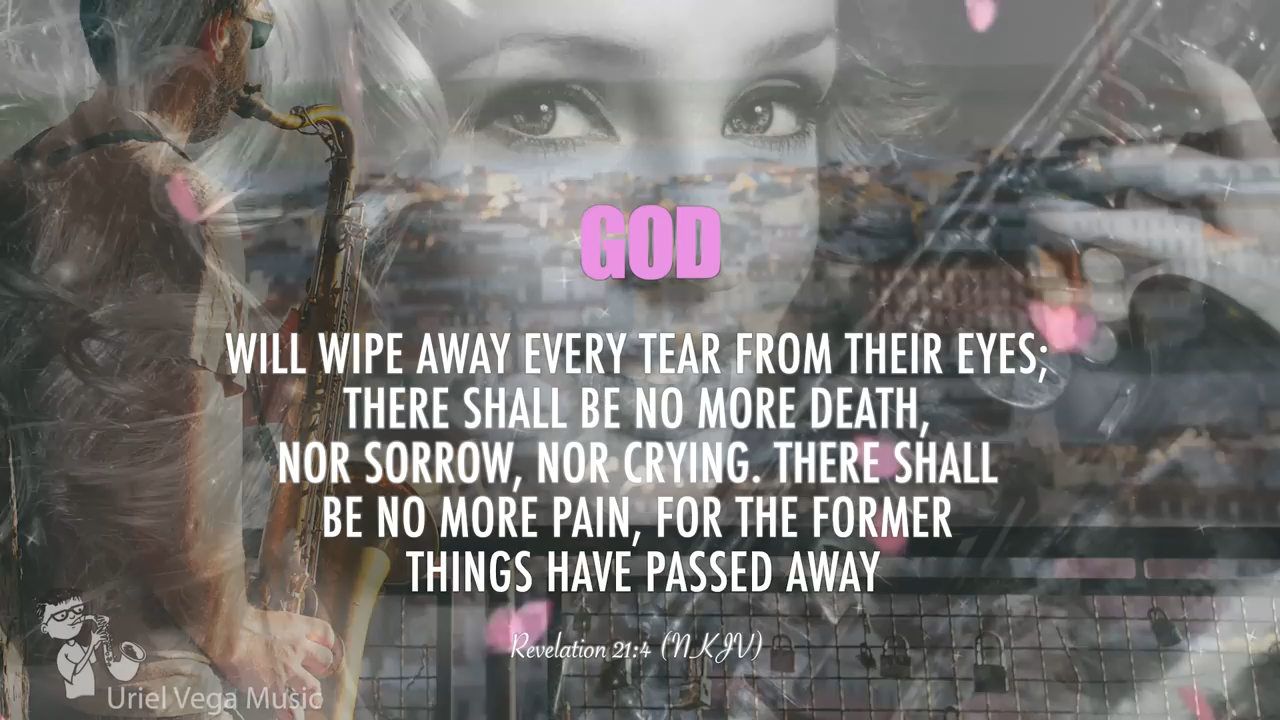 GOD
WILL WIPE AWAY EVERY TEAR FROM THEIR EYES;
THERE SHALL BE NO MORE DEATH,
NOR SORROW, NOR CRYING. THERE SHALL
BE NO MORE PAIN, FOR THE FORMER
THINGS HAVE PASSED AWAY
Revelation 21:4 (NKJV)
Uriel Vega Music